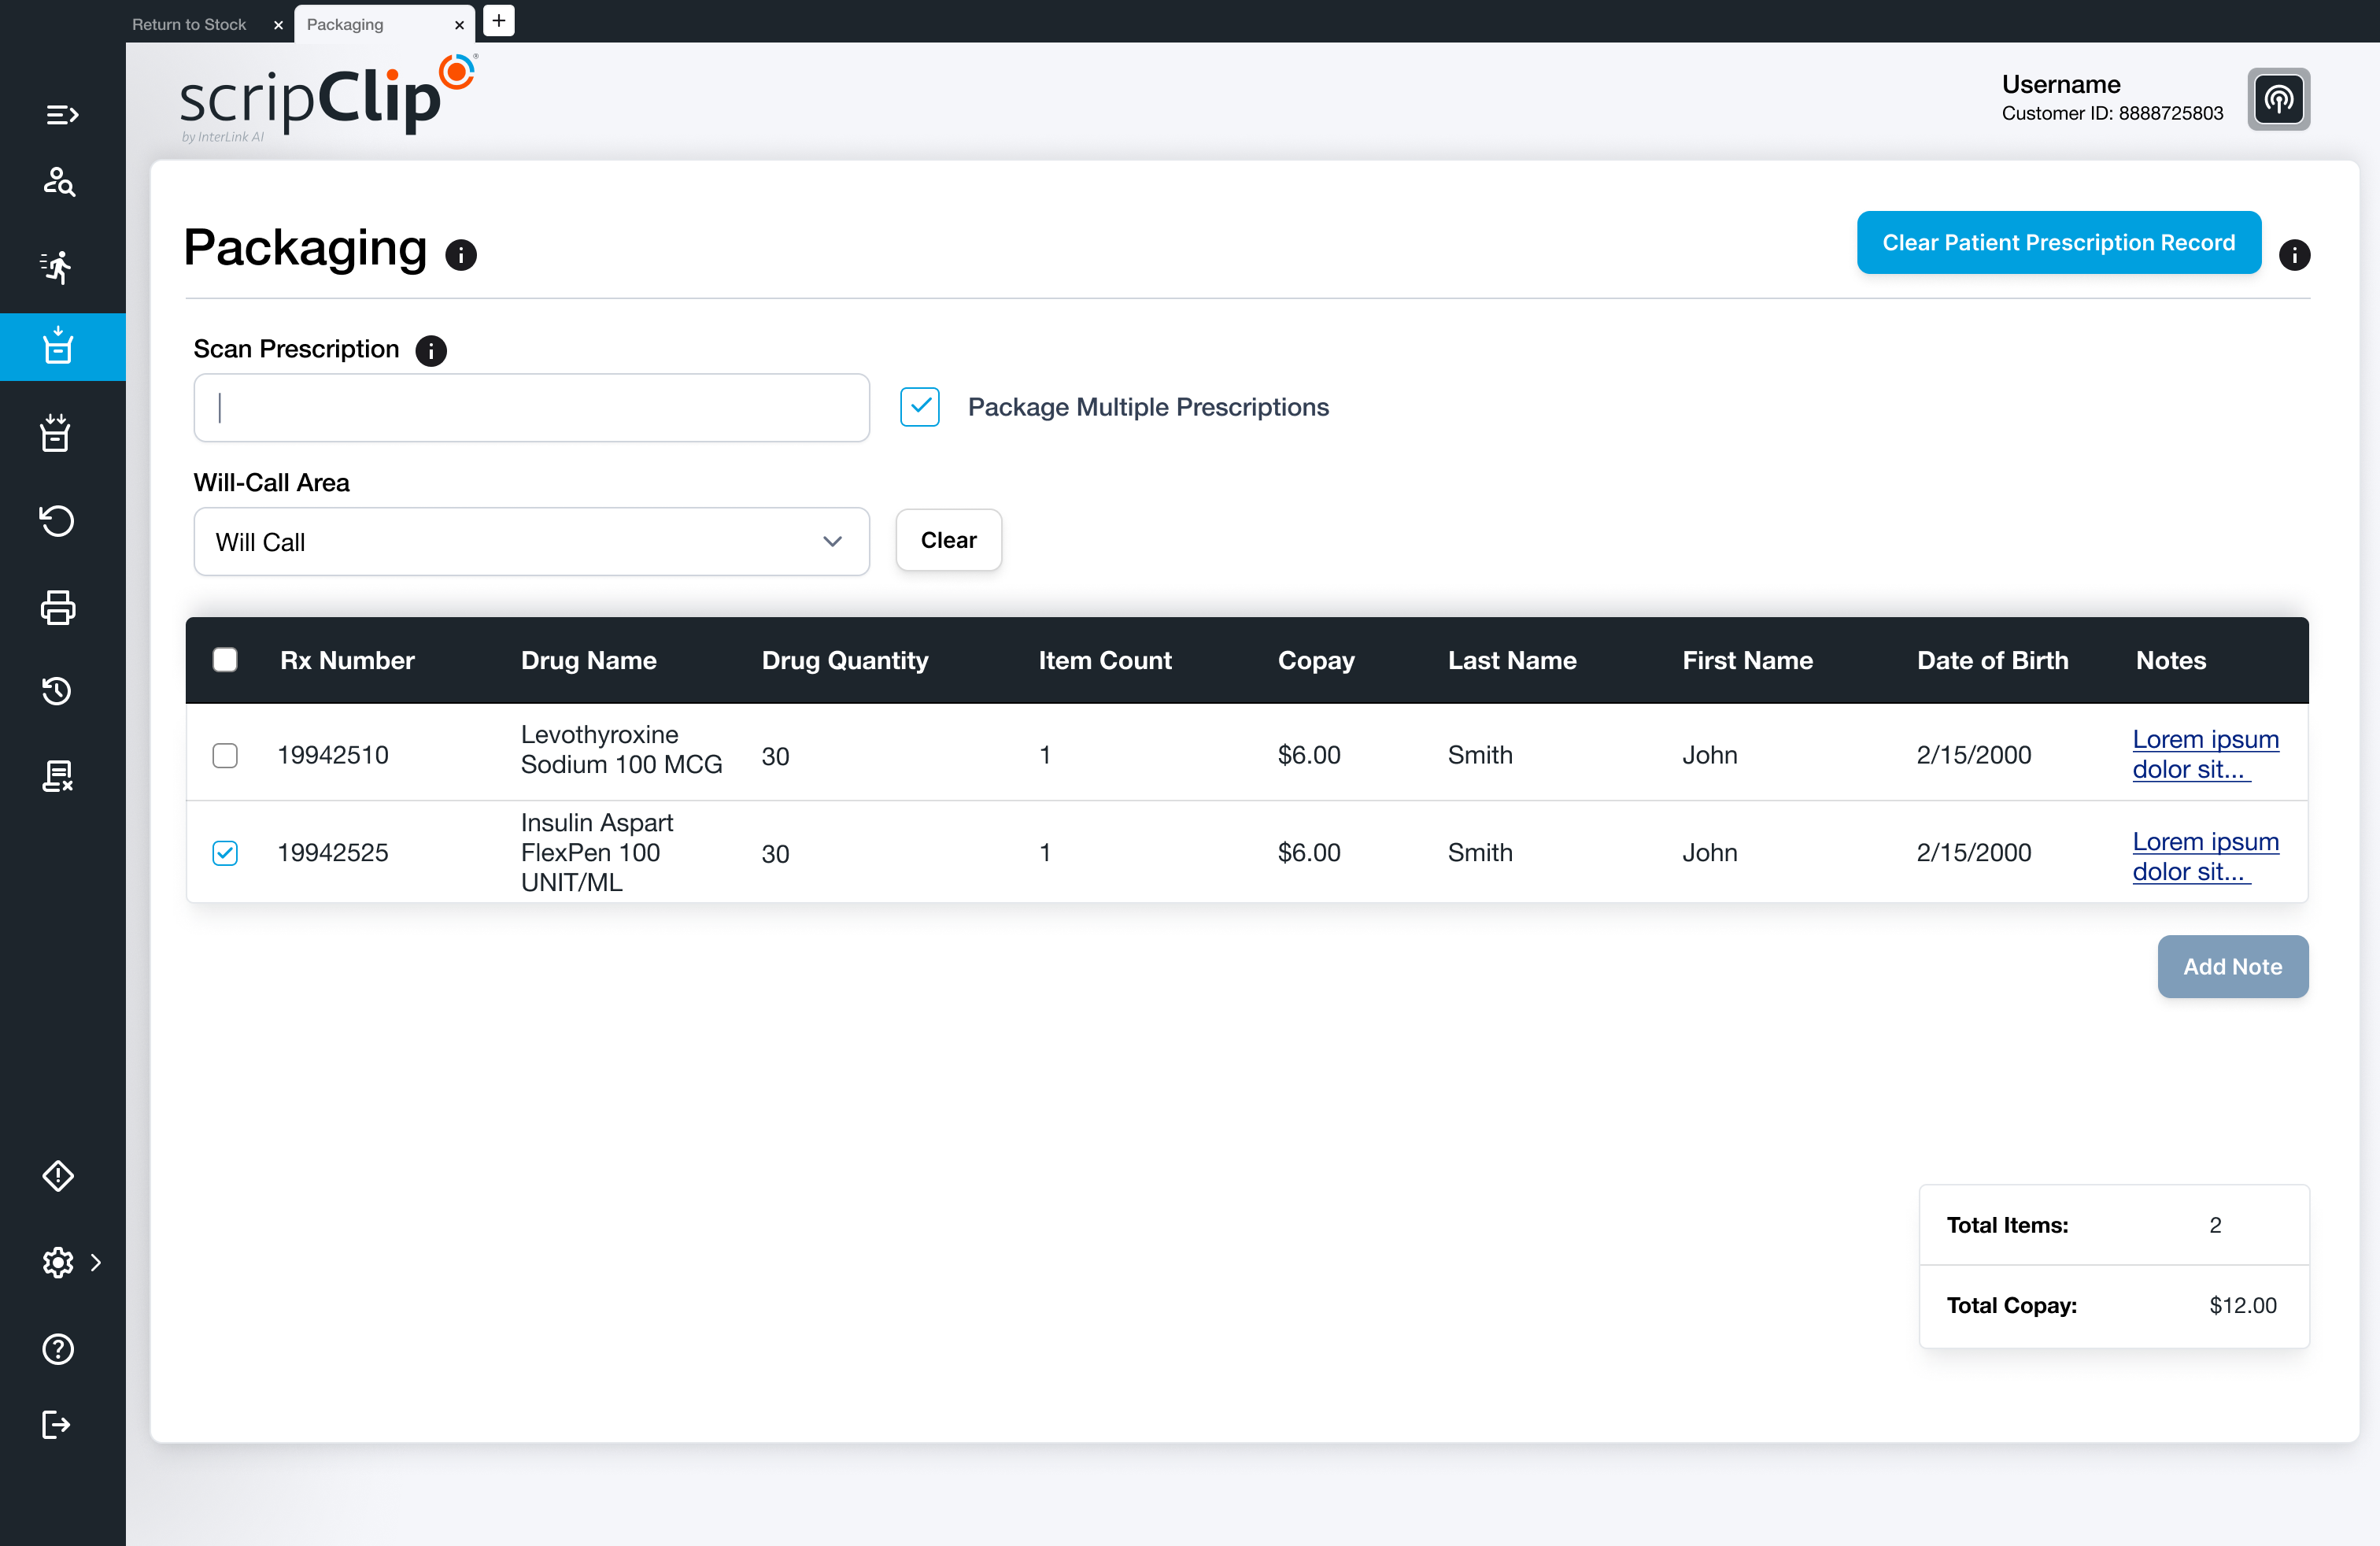 Return to Stock
Packaging
scripClip®
by InterLink AI
Username
Customer ID: 8888725803
Packaging
Clear Patient Prescription Record
Scan Prescription
Package Multiple Prescriptions
Will-Call Area
Will Call
Clear
Rx Number Drug Name Drug Quantity Item Count Copay Last Name First Name Date of Birth Notes
19942510 Levothyroxine Sodium 100 MCG 30 1 $6.00 Smith John 2/15/2000 Lorem ipsum dolor sit...
19942525 Insulin Aspart FlexPen 100 UNIT/ML 30 1 $6.00 Smith John 2/15/2000 Lorem ipsum dolor sit...
Add Note
Total Items: 2
Total Copay: $12.00